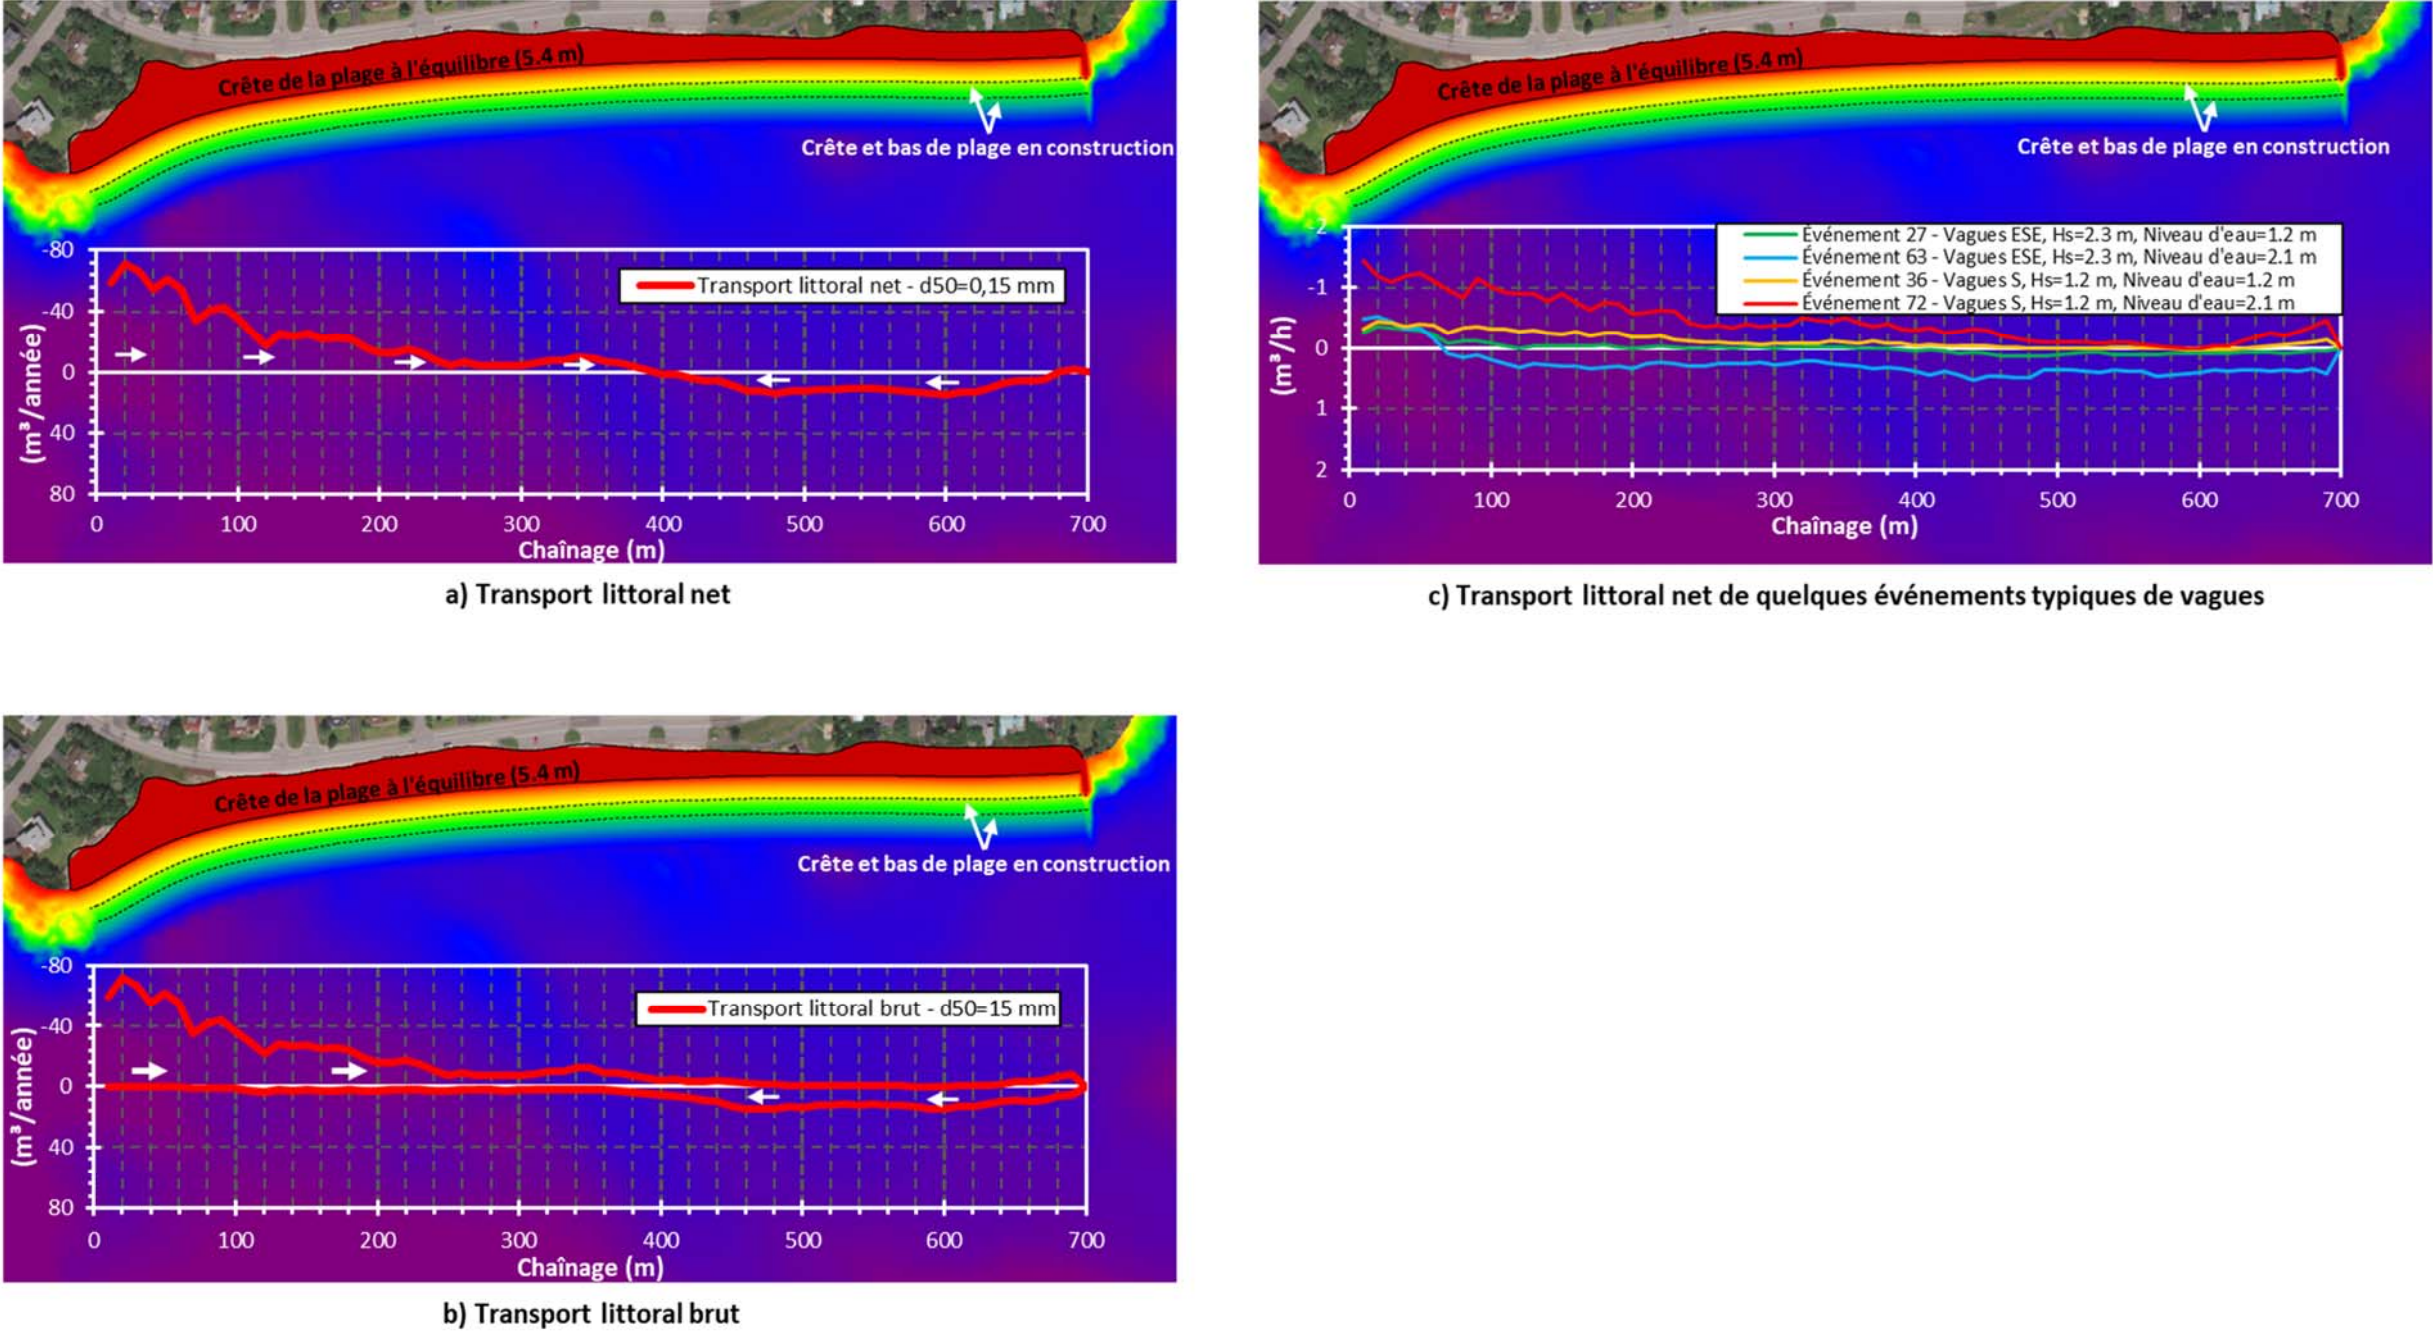 Crête de la plage à l'équilibre (5.4 m)
Crête et bas de plage en construction
-80
-40
0
40
80
(m³/année)
Transport littoral net - d50=0,15 mm
0 100 200 300 400 500 600 700
Chaînage (m)
a) Transport littoral net
Crête de la plage à l'équilibre (5.4 m)
Crête et bas de plage en construction
-2
-1
0
1
2
(m³/h)
Événement 27 - Vagues ESE, Hs=2.3 m, Niveau d'eau=1.2 m
Événement 63 - Vagues ESE, Hs=2.3 m, Niveau d'eau=2.1 m
Événement 36 - Vagues S, Hs=1.2 m, Niveau d'eau=1.2 m
Événement 72 - Vagues S, Hs=1.2 m, Niveau d'eau=2.1 m
0 100 200 300 400 500 600 700
Chaînage (m)
c) Transport littoral net de quelques événements typiques de vagues
Crête de la plage à l'équilibre (5.4 m)
Crête et bas de plage en construction
-80
-40
0
40
80
(m³/année)
Transport littoral brut - d50=15 mm
0 100 200 300 400 500 600 700
Chaînage (m)
b) Transport littoral brut